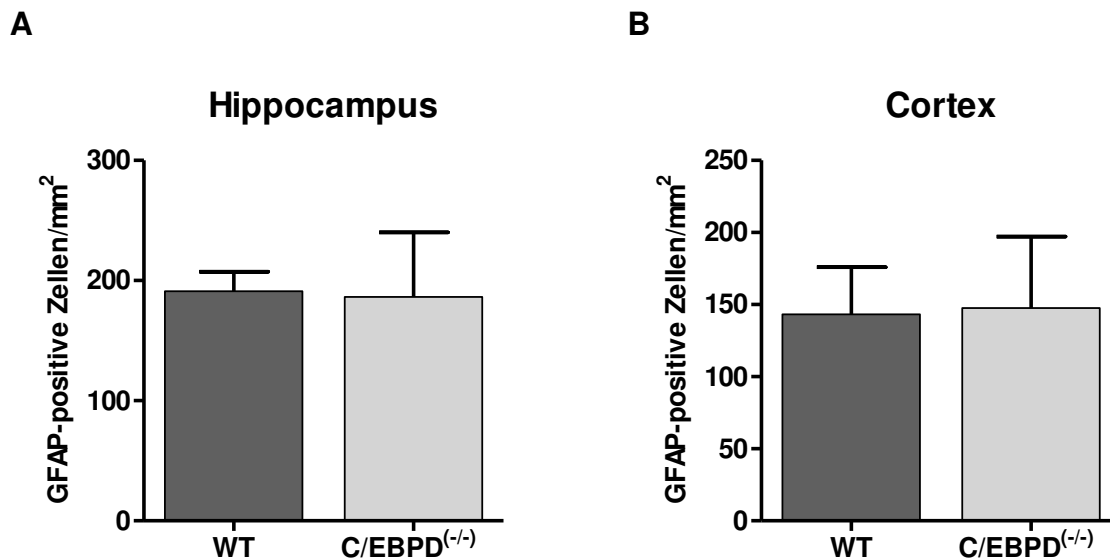 A
Hippocampus
GFAP-positive Zellen/mm²
300
200
100
0
WT
C/EBPD(-/-)
B
Cortex
GFAP-positive Zellen/mm²
250
200
150
100
50
0
WT
C/EBPD(-/-)